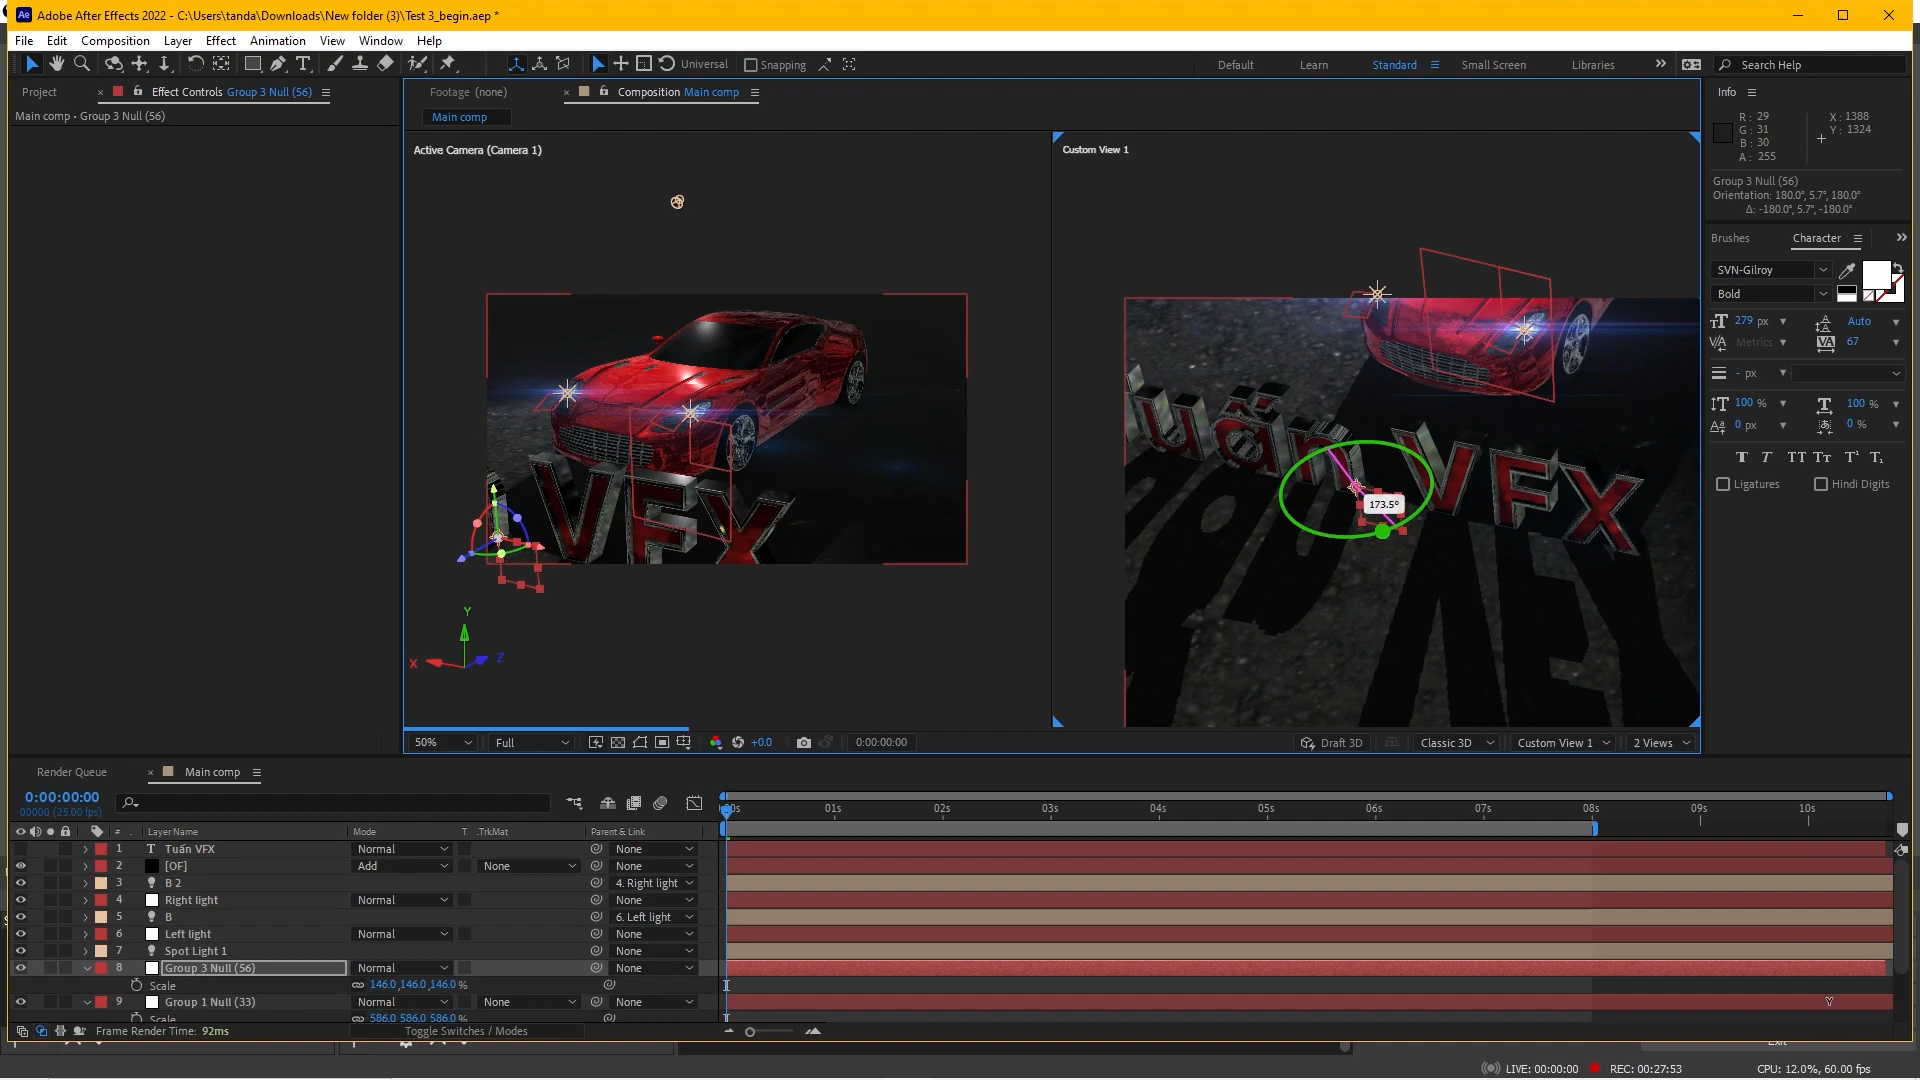 Adobe After Effects 2022 - C:\Users\tanda\Downloads\New folder (3)\Test 3_begin.aep *
File Edit Composition Layer Effect Animation View Window Help
Universal Snapping Default Learn Standard Small Screen Libraries Search Help
Project Effect Controls Group 3 Null (56)
Main comp • Group 3 Null (56)
Footage (none) Composition Main comp
Main comp
Active Camera (Camera 1)
Custom View 1
VFX
uấn VFX
173.5°
Y
X Z
50% Full +0.0 0:00:00:00 Draft 3D Classic 3D Custom View 1 2 Views
Info
R: 29
G: 31
B: 30
A: 255
X: 1388
Y: 1324
Group 3 Null (56)
Orientation: 180.0°, 5.7°, 180.0°
Δ: -180.0°, 5.7°, -180.0°
Brushes Character
SVN-Gilroy
Bold
279 px Auto
Metrics 67
- px
100 % 100 %
0 px 0 %
Ligatures Hindi Digits
Render Queue Main comp
0:00:00:00
00000 (25.00 fps)
00s 01s 02s 03s 04s 05s 06s 07s 08s 09s 10s
# Layer Name Mode T .TrkMat Parent & Link
1 Tuấn VFX Normal None
2 [OF] Add None None
3 B 2 4. Right light
4 Right light Normal None
5 B 6. Left light
6 Left light Normal None
7 Spot Light 1 None
8 Group 3 Null (56) Normal None
Scale 146.0,146.0,146.0%
9 Group 1 Null (33) Normal None None
Scale 586.0,586.0,586.0%
Frame Render Time: 92ms Toggle Switches / Modes
Exit
LIVE: 00:00:00 REC: 00:27:53 CPU: 12.0%, 60.00 fps